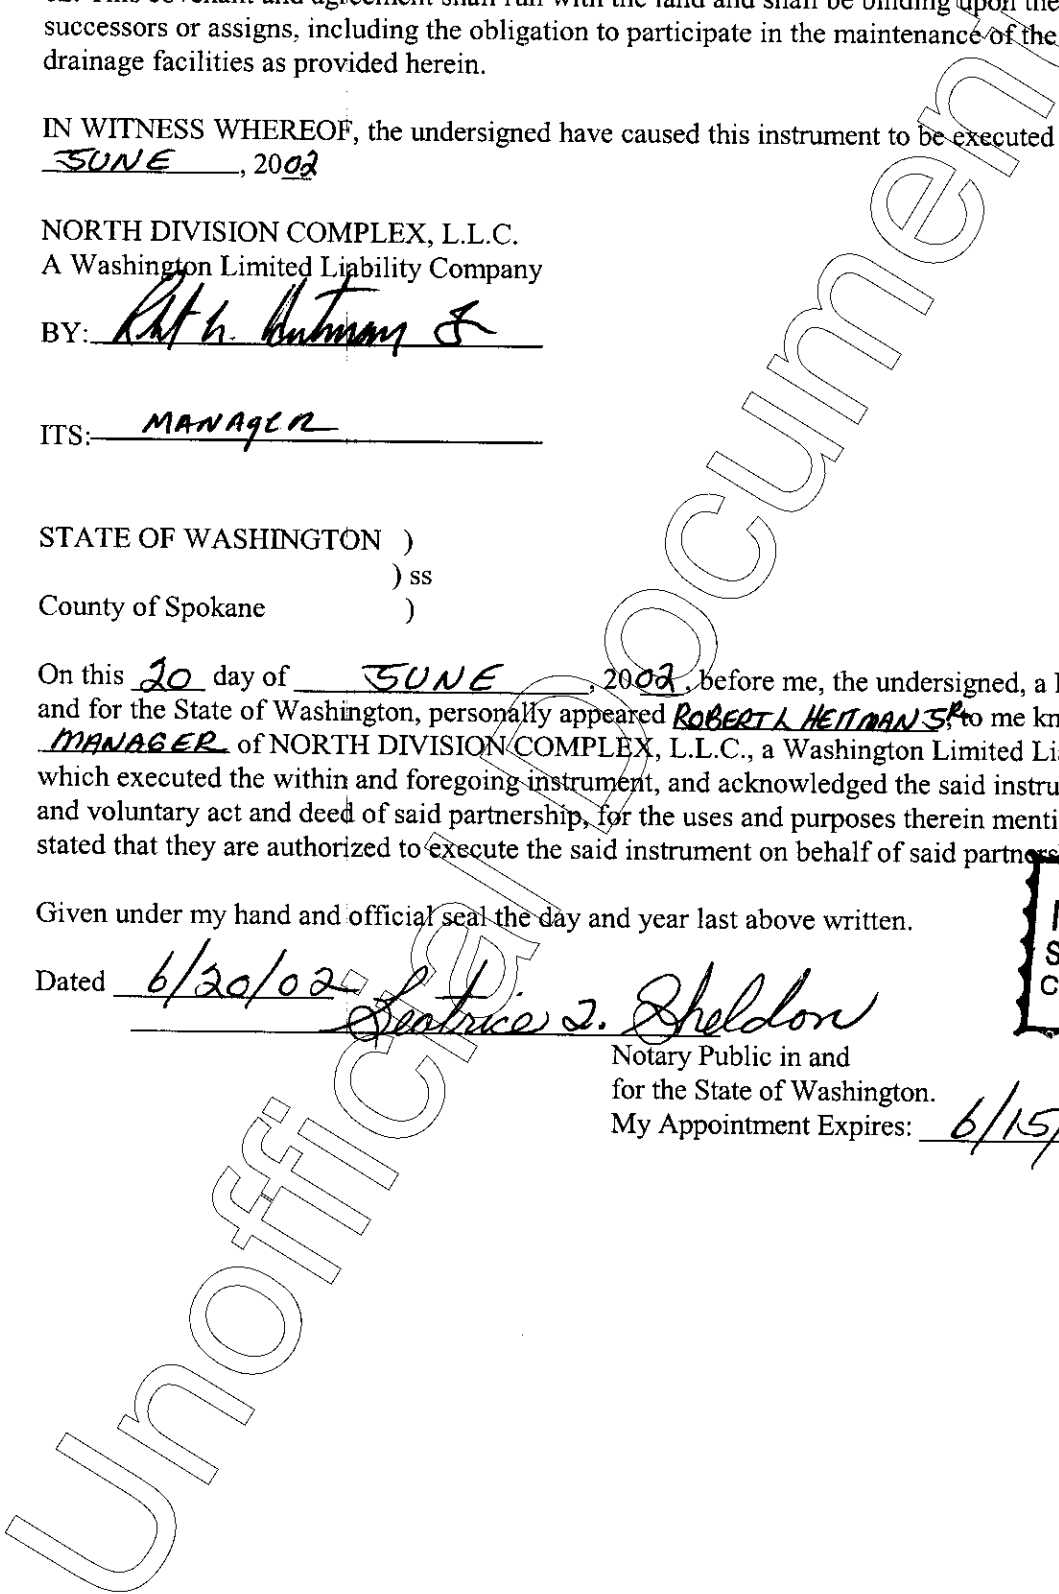 successors or assigns, including the obligation to participate in the maintenance of the
drainage facilities as provided herein.
IN WITNESS WHEREOF, the undersigned have caused this instrument to be executed
JUNE, 2002
NORTH DIVISION COMPLEX, L.L.C.
A Washington Limited Liability Company
BY:
ITS: MANAGER
STATE OF WASHINGTON )
) ss
County of Spokane )
On this 20 day of JUNE, 2002, before me, the undersigned, a
and for the State of Washington, personally appeared ROBERT L HEITMAN SR, to me kn
MANAGER of NORTH DIVISION COMPLEX, L.L.C., a Washington Limited Li
which executed the within and foregoing instrument, and acknowledged the said instru
and voluntary act and deed of said partnership, for the uses and purposes therein menti
stated that they are authorized to execute the said instrument on behalf of said partners
Given under my hand and official seal the day and year last above written.
Dated 6/20/02
Beatrice J. Sheldon
Notary Public in and
for the State of Washington.
My Appointment Expires: 6/15/
Unofficial Document